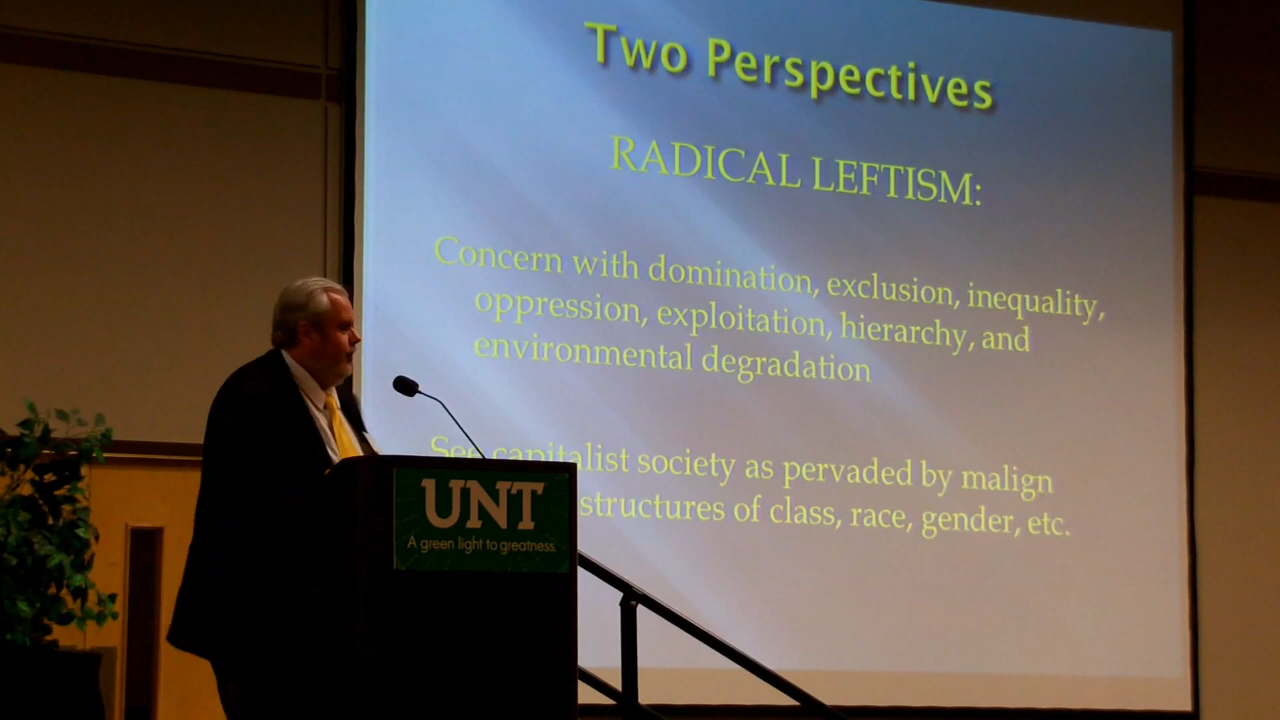 Two Perspectives
RADICAL LEFTISM:
Concern with domination, exclusion, inequality,
oppression, exploitation, hierarchy, and
environmental degradation
See capitalist society as pervaded by malign
structures of class, race, gender, etc.
UNT
A green light to greatness.